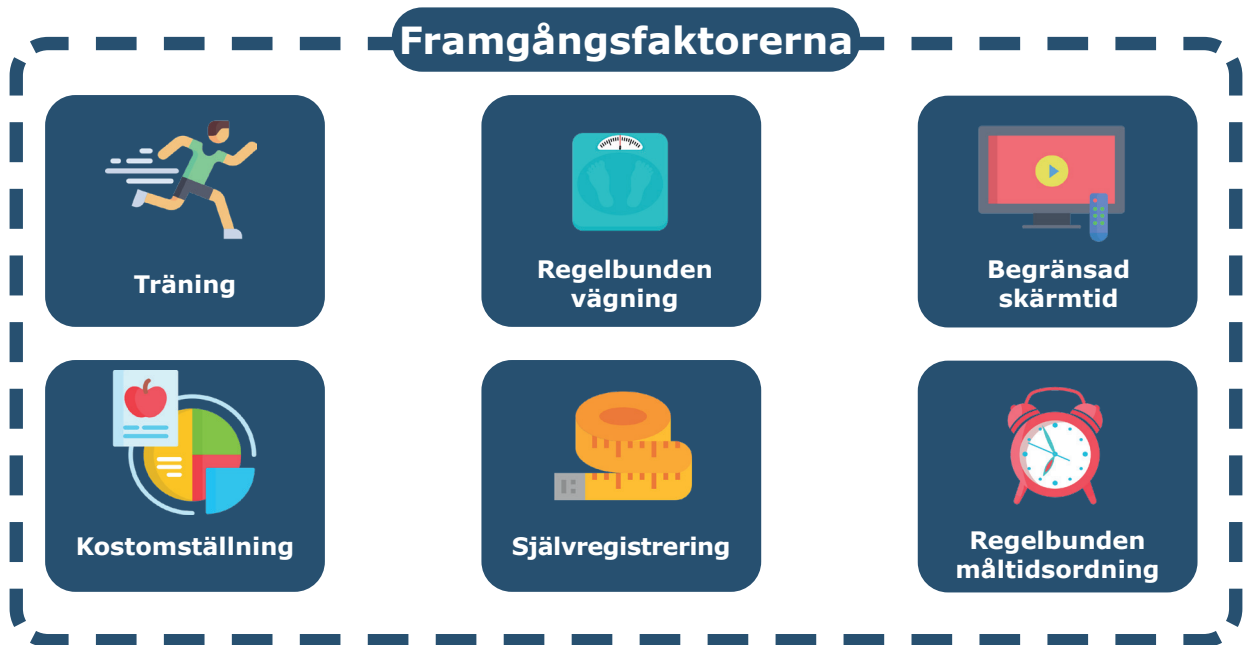 Framgångsfaktorerna
Träning
Regelbunden
vägning
Begränsad
skärmtid
Kostomställning
Självregistrering
Regelbunden
måltidsordning